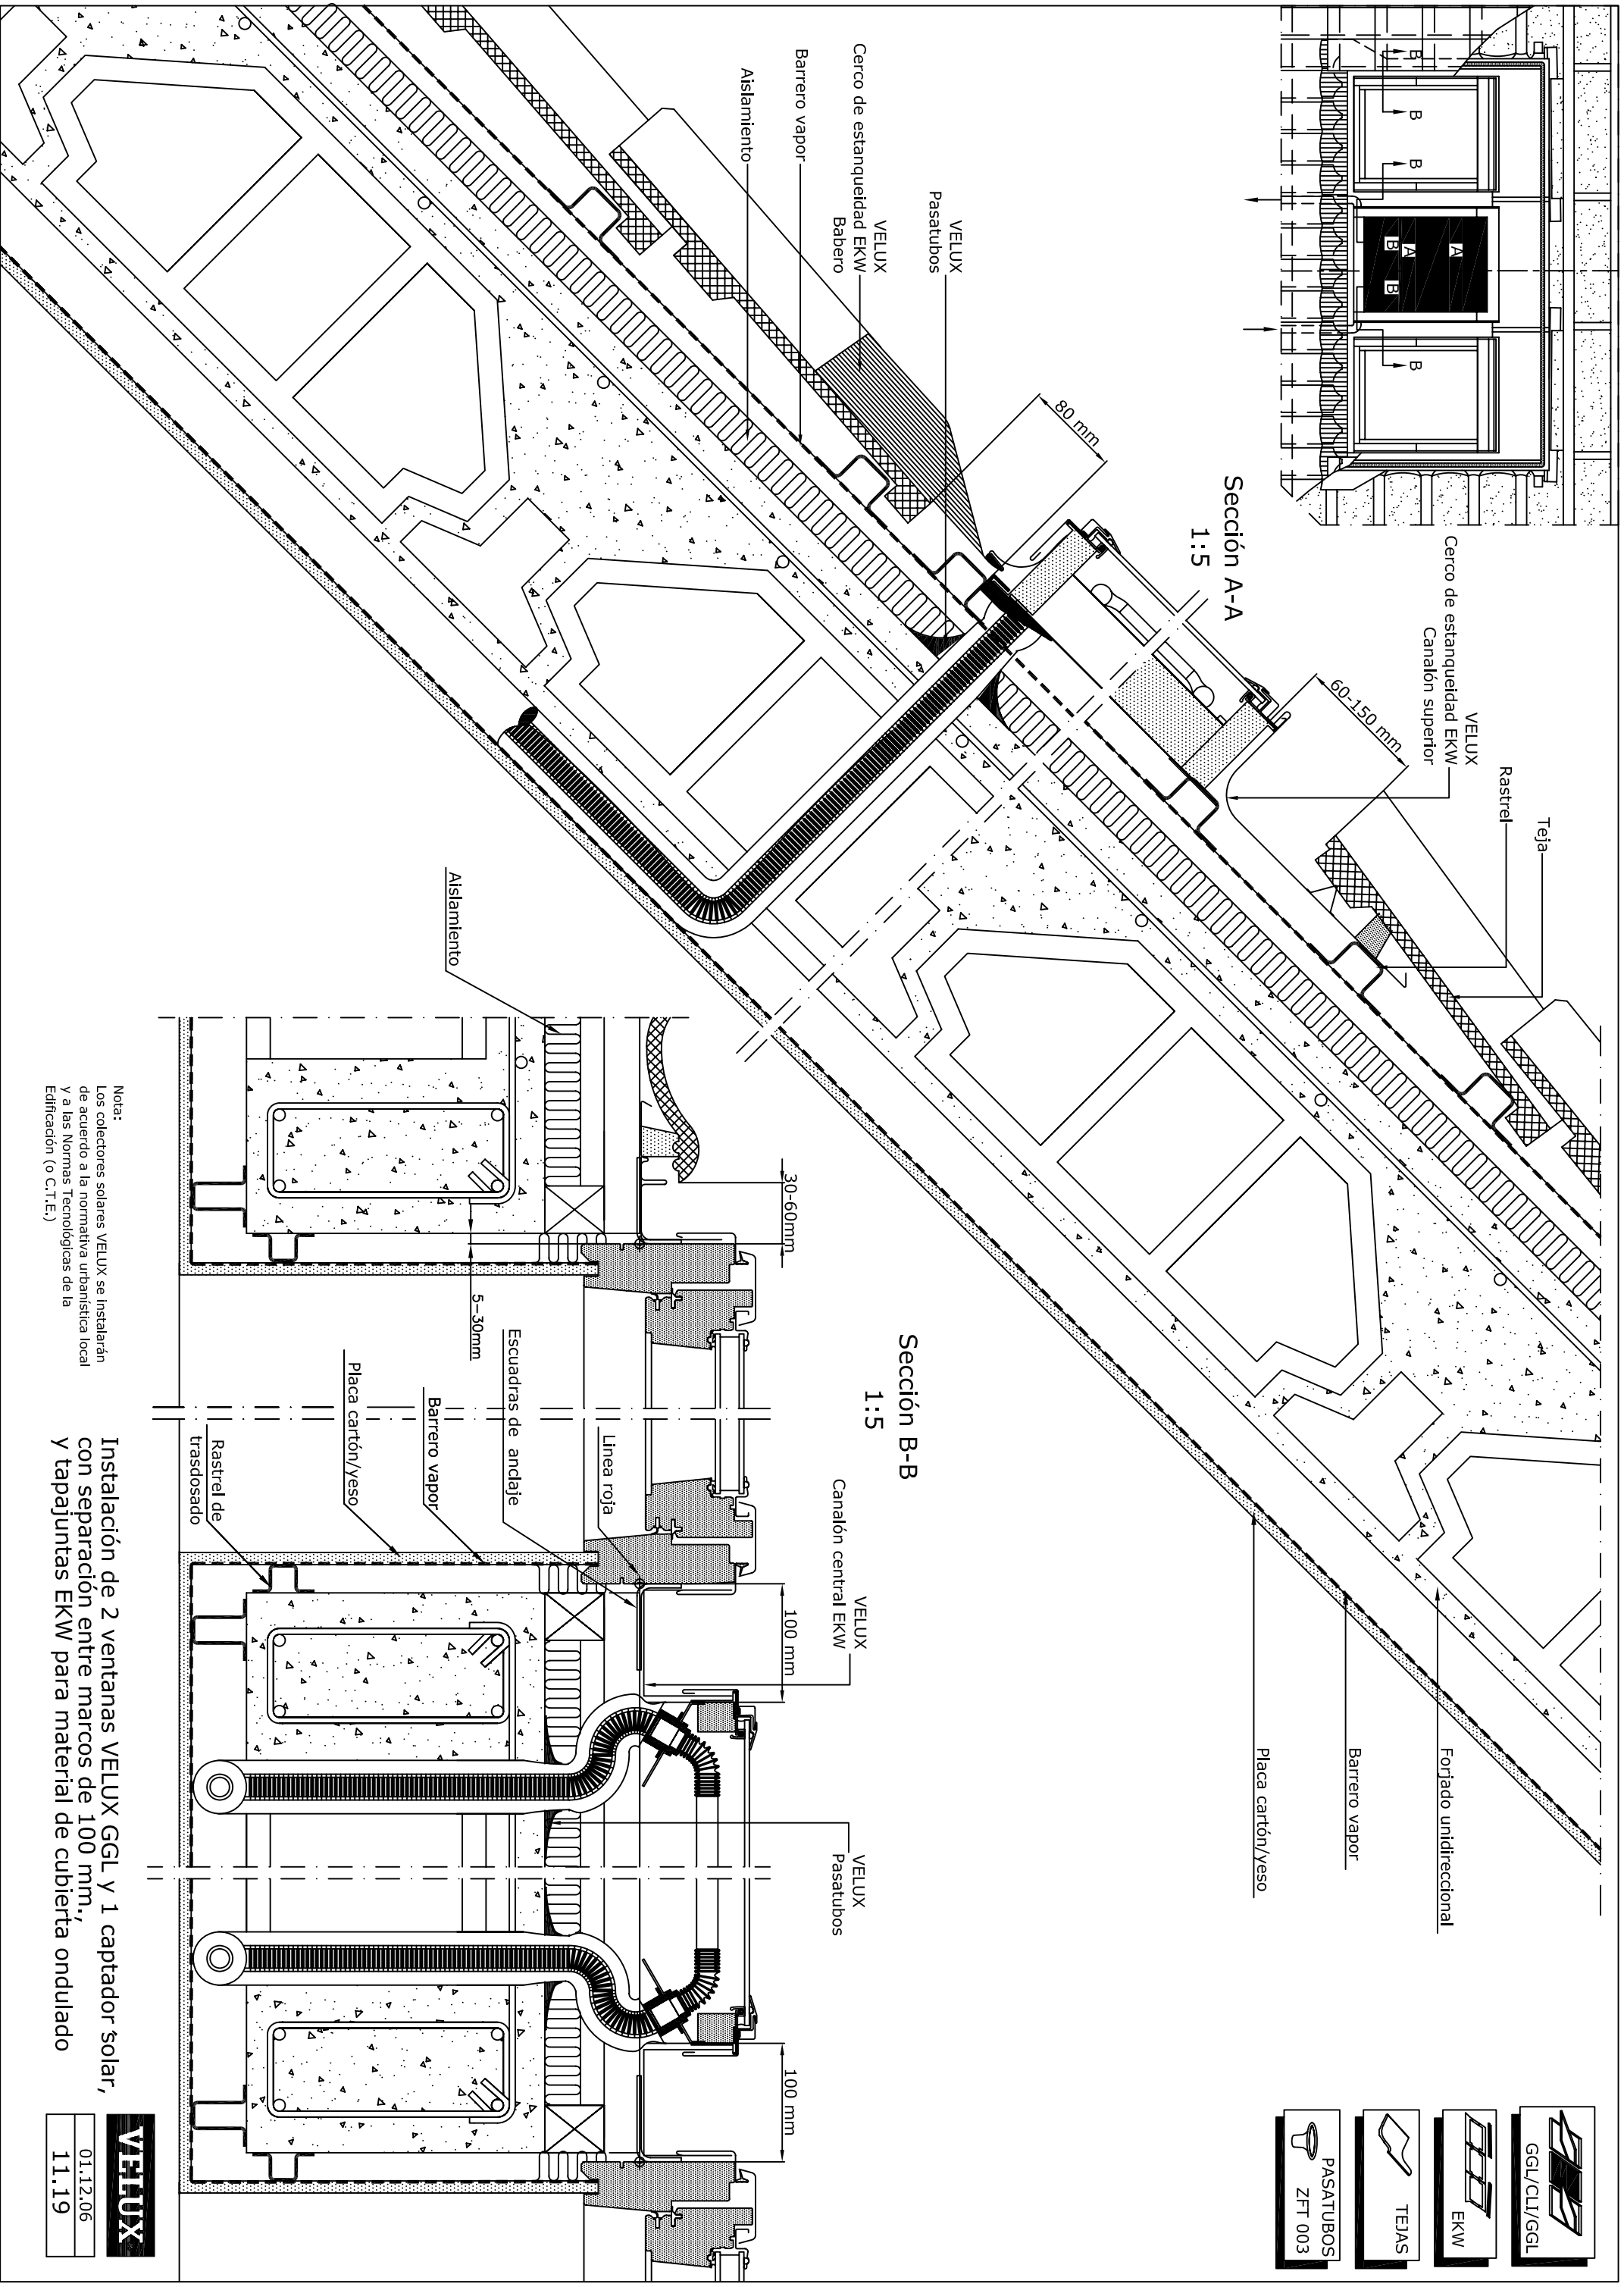 B
B
B
B
B
B
A
A
Sección A-A
1:5
VELUX
Cerco de estanqueidad EKW
Canalón superior
Rastrel
Teja
60-150 mm
80 mm
VELUX
Pasatubos
VELUX
Cerco de estanqueidad EKW
Babero
Barrero vapor
Aislamiento
Forjado unidireccional
Barrero vapor
Placa cartón/yeso
GGL/CLI/GGL
EKW
TEJAS
PASATUBOS
ZFT 003
Sección B-B
1:5
VELUX
Canalón central EKW
VELUX
Pasatubos
30-60mm
100 mm
100 mm
5-30mm
Linea roja
Escuadras de anclaje
Barrero vapor
Placa cartón/yeso
Rastrel de
trasdosado
Aislamiento
Nota:
Los colectores solares VELUX se instalarán
de acuerdo a la normativa urbanística local
y a las Normas Tecnológicas de la
Edificación (o C.T.E.)
Instalación de 2 ventanas VELUX GGL y 1 captador solar,
con separación entre marcos de 100 mm.,
y tapajuntas EKW para material de cubierta ondulado
VELUX
01.12.06
11.19